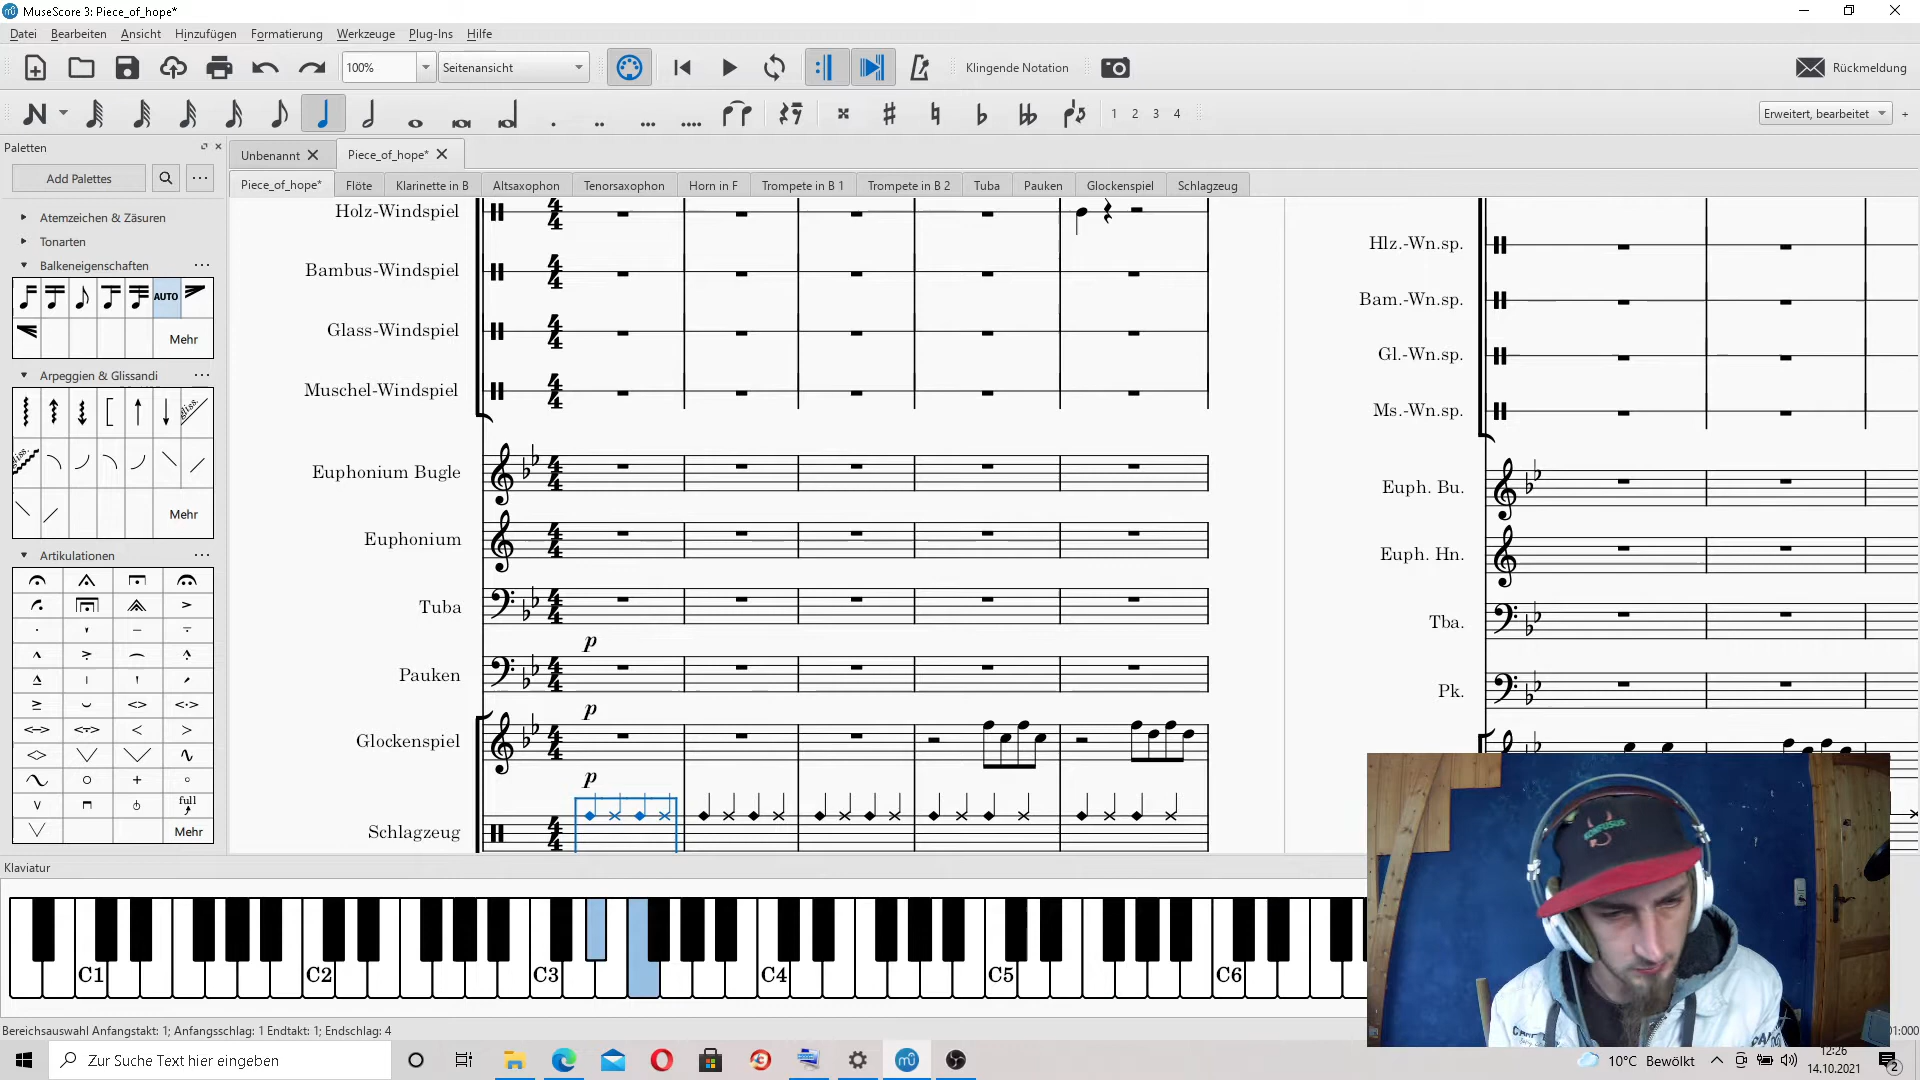 MuseScore 3: Piece_of_hope*
Datei Bearbeiten Ansicht Hinzufügen Formatierung Werkzeuge Plug-Ins Hilfe
100% Seitenansicht Klingende Notation Rückmeldung
1 2 3 4 Erweitert, bearbeitet +
Paletten
Unbenannt Piece_of_hope*
Add Palettes
Piece_of_hope* Flöte Klarinette in B Altsaxophon Tenorsaxophon Horn in F Trompete in B 1 Trompete in B 2 Tuba Pauken Glockenspiel Schlagzeug
Atemzeichen & Zäsuren
Tonarten
Balkeneigenschaften
AUTO
Mehr
Arpeggien & Glissandi
gliss.
gliss.
Mehr
Artikulationen
full
Mehr
Holz-Windspiel
Bambus-Windspiel
Glass-Windspiel
Muschel-Windspiel
Euphonium Bugle
Euphonium
Tuba
p
Pauken
p
Glockenspiel
p
Schlagzeug
Hlz.-Wn.sp.
Bam.-Wn.sp.
Gl.-Wn.sp.
Ms.-Wn.sp.
Euph. Bu.
Euph. Hn.
Tba.
Pk.
Klaviatur
C1 C2 C3 C4 C5 C6
Bereichsauswahl Anfangstakt: 1; Anfangsschlag: 1 Endtakt: 1; Endschlag: 4
Zur Suche Text hier eingeben
10°C Bewölkt
12:26
14.10.2021
2